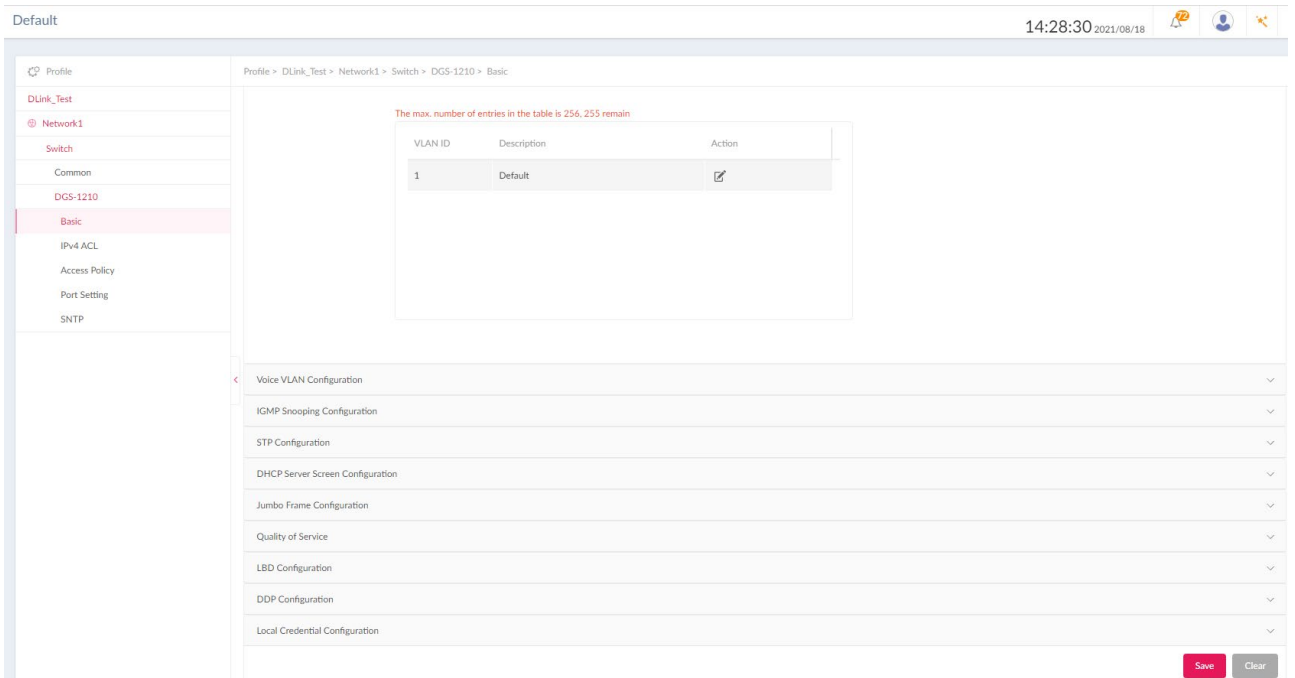 Default
14:28:30 2021/08/18
72
Profile
DLink_Test
Network1
Switch
Common
DGS-1210
Basic
IPv4 ACL
Access Policy
Port Setting
SNTP
Profile > DLink_Test > Network1 > Switch > DGS-1210 > Basic
The max. number of entries in the table is 256, 255 remain
VLAN ID Description Action
1 Default
Voice VLAN Configuration
IGMP Snooping Configuration
STP Configuration
DHCP Server Screen Configuration
Jumbo Frame Configuration
Quality of Service
LBD Configuration
DDP Configuration
Local Credential Configuration
Save Clear